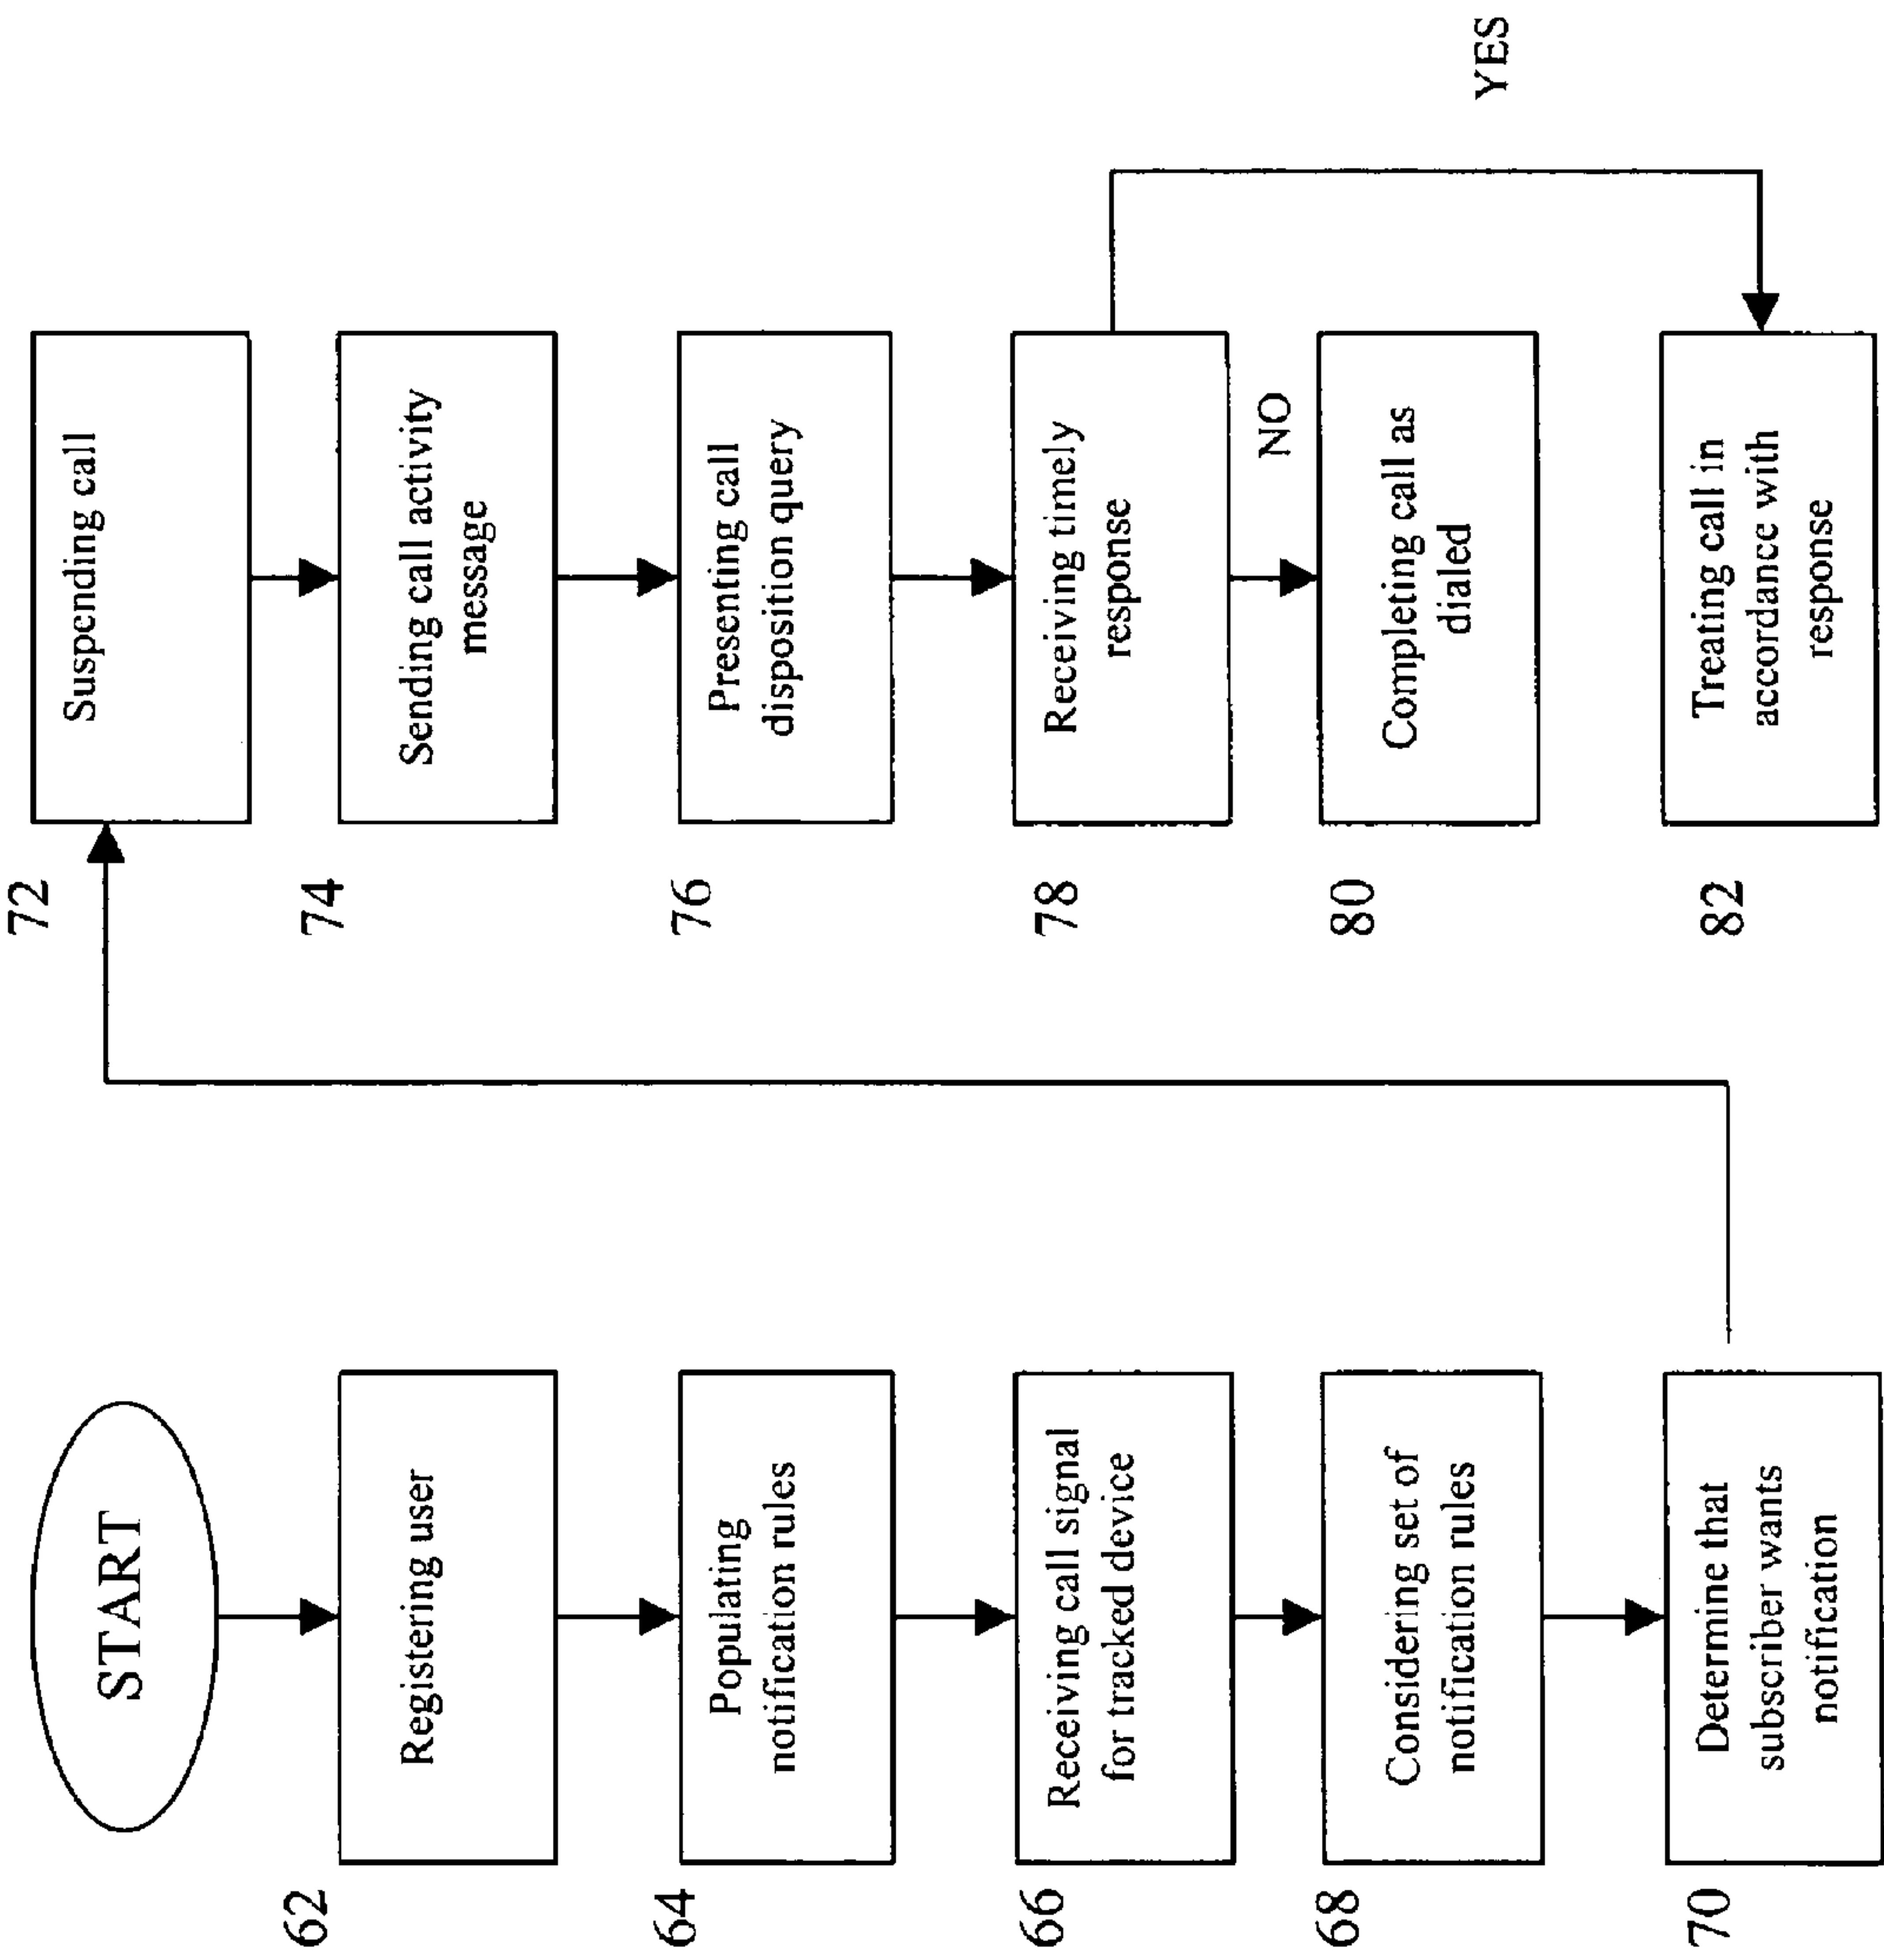 START
62
Registering user
64
Populating
notification rules
66
Receiving call signal
for tracked device
68
Considering set of
notification rules
70
Determine that
subscriber wants
notification
72
Suspending call
74
Sending call activity
message
76
Presenting call
disposition query
78
Receiving timely
response
NO
YES
80
Completing call as
dialed
82
Treating call in
accordance with
response